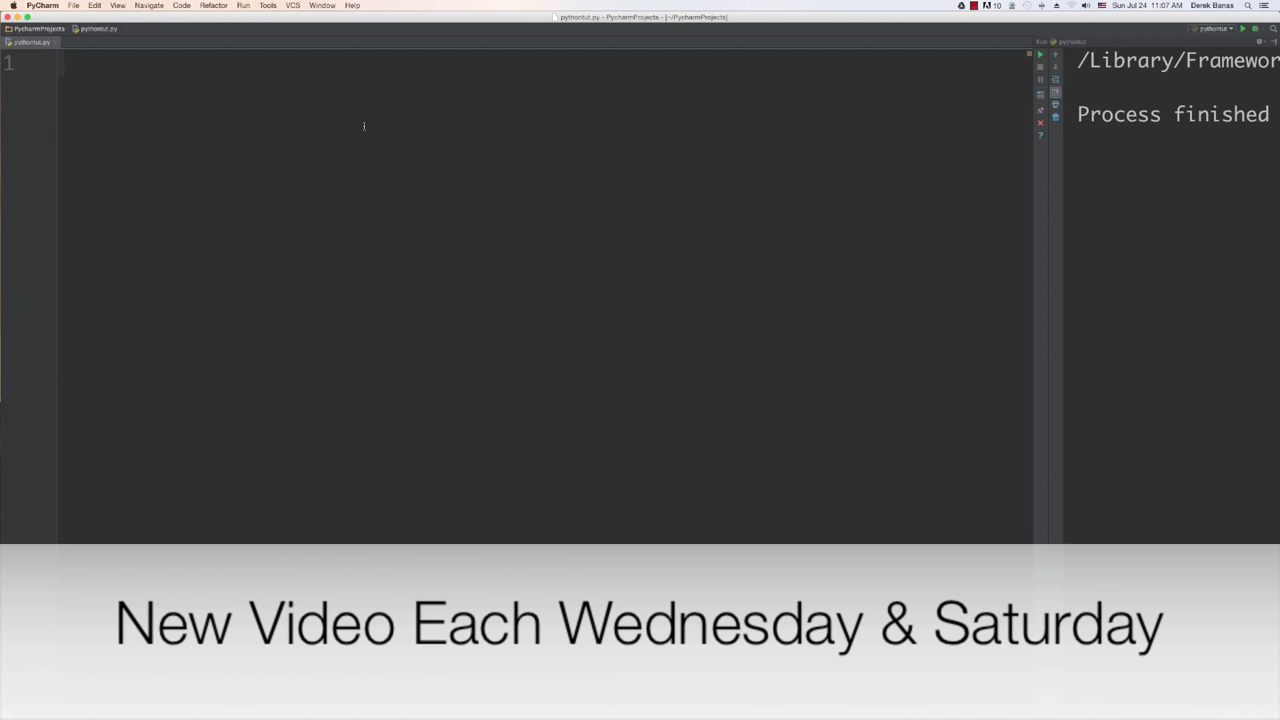 PyCharm File Edit View Navigate Code Refactor Run Tools VCS Window Help 10 Sun Jul 24 11:07 AM Derek Banas
pythontut.py - PycharmProjects - [~/PycharmProjects]
PycharmProjects pythontut.py pythontut
pythontut.py Run pythontut
1 /Library/Framewor
Process finished
New Video Each Wednesday & Saturday